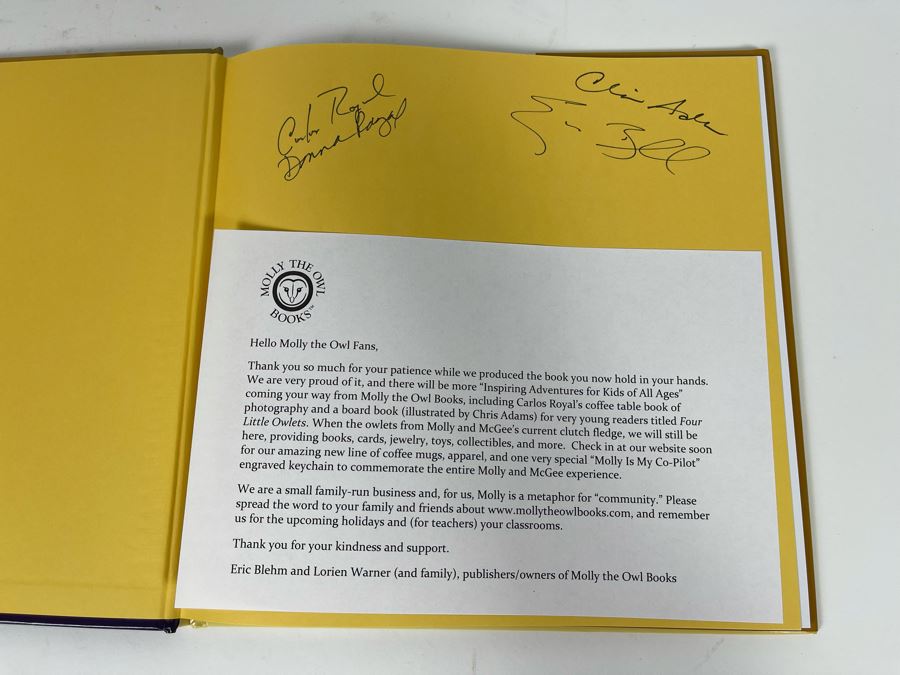 Carlos Royal
Donna Royal
Chris Adams
Eric Blehm
MOLLY THE OWL
BOOKS™
Hello Molly the Owl Fans,
Thank you so much for your patience while we produced the book you now hold in your hands.
We are very proud of it, and there will be more “Inspiring Adventures for Kids of All Ages”
coming your way from Molly the Owl Books, including Carlos Royal’s coffee table book of
photography and a board book (illustrated by Chris Adams) for very young readers titled Four
Little Owlets. When the owlets from Molly and McGee’s current clutch fledge, we will still be
here, providing books, cards, jewelry, toys, collectibles, and more.  Check in at our website soon
for our amazing new line of coffee mugs, apparel, and one very special “Molly Is My Co-Pilot”
engraved keychain to commemorate the entire Molly and McGee experience.
We are a small family-run business and, for us, Molly is a metaphor for “community.” Please
spread the word to your family and friends about www.mollytheowlbooks.com, and remember
us for the upcoming holidays and (for teachers) your classrooms.
Thank you for your kindness and support.
Eric Blehm and Lorien Warner (and family), publishers/owners of Molly the Owl Books